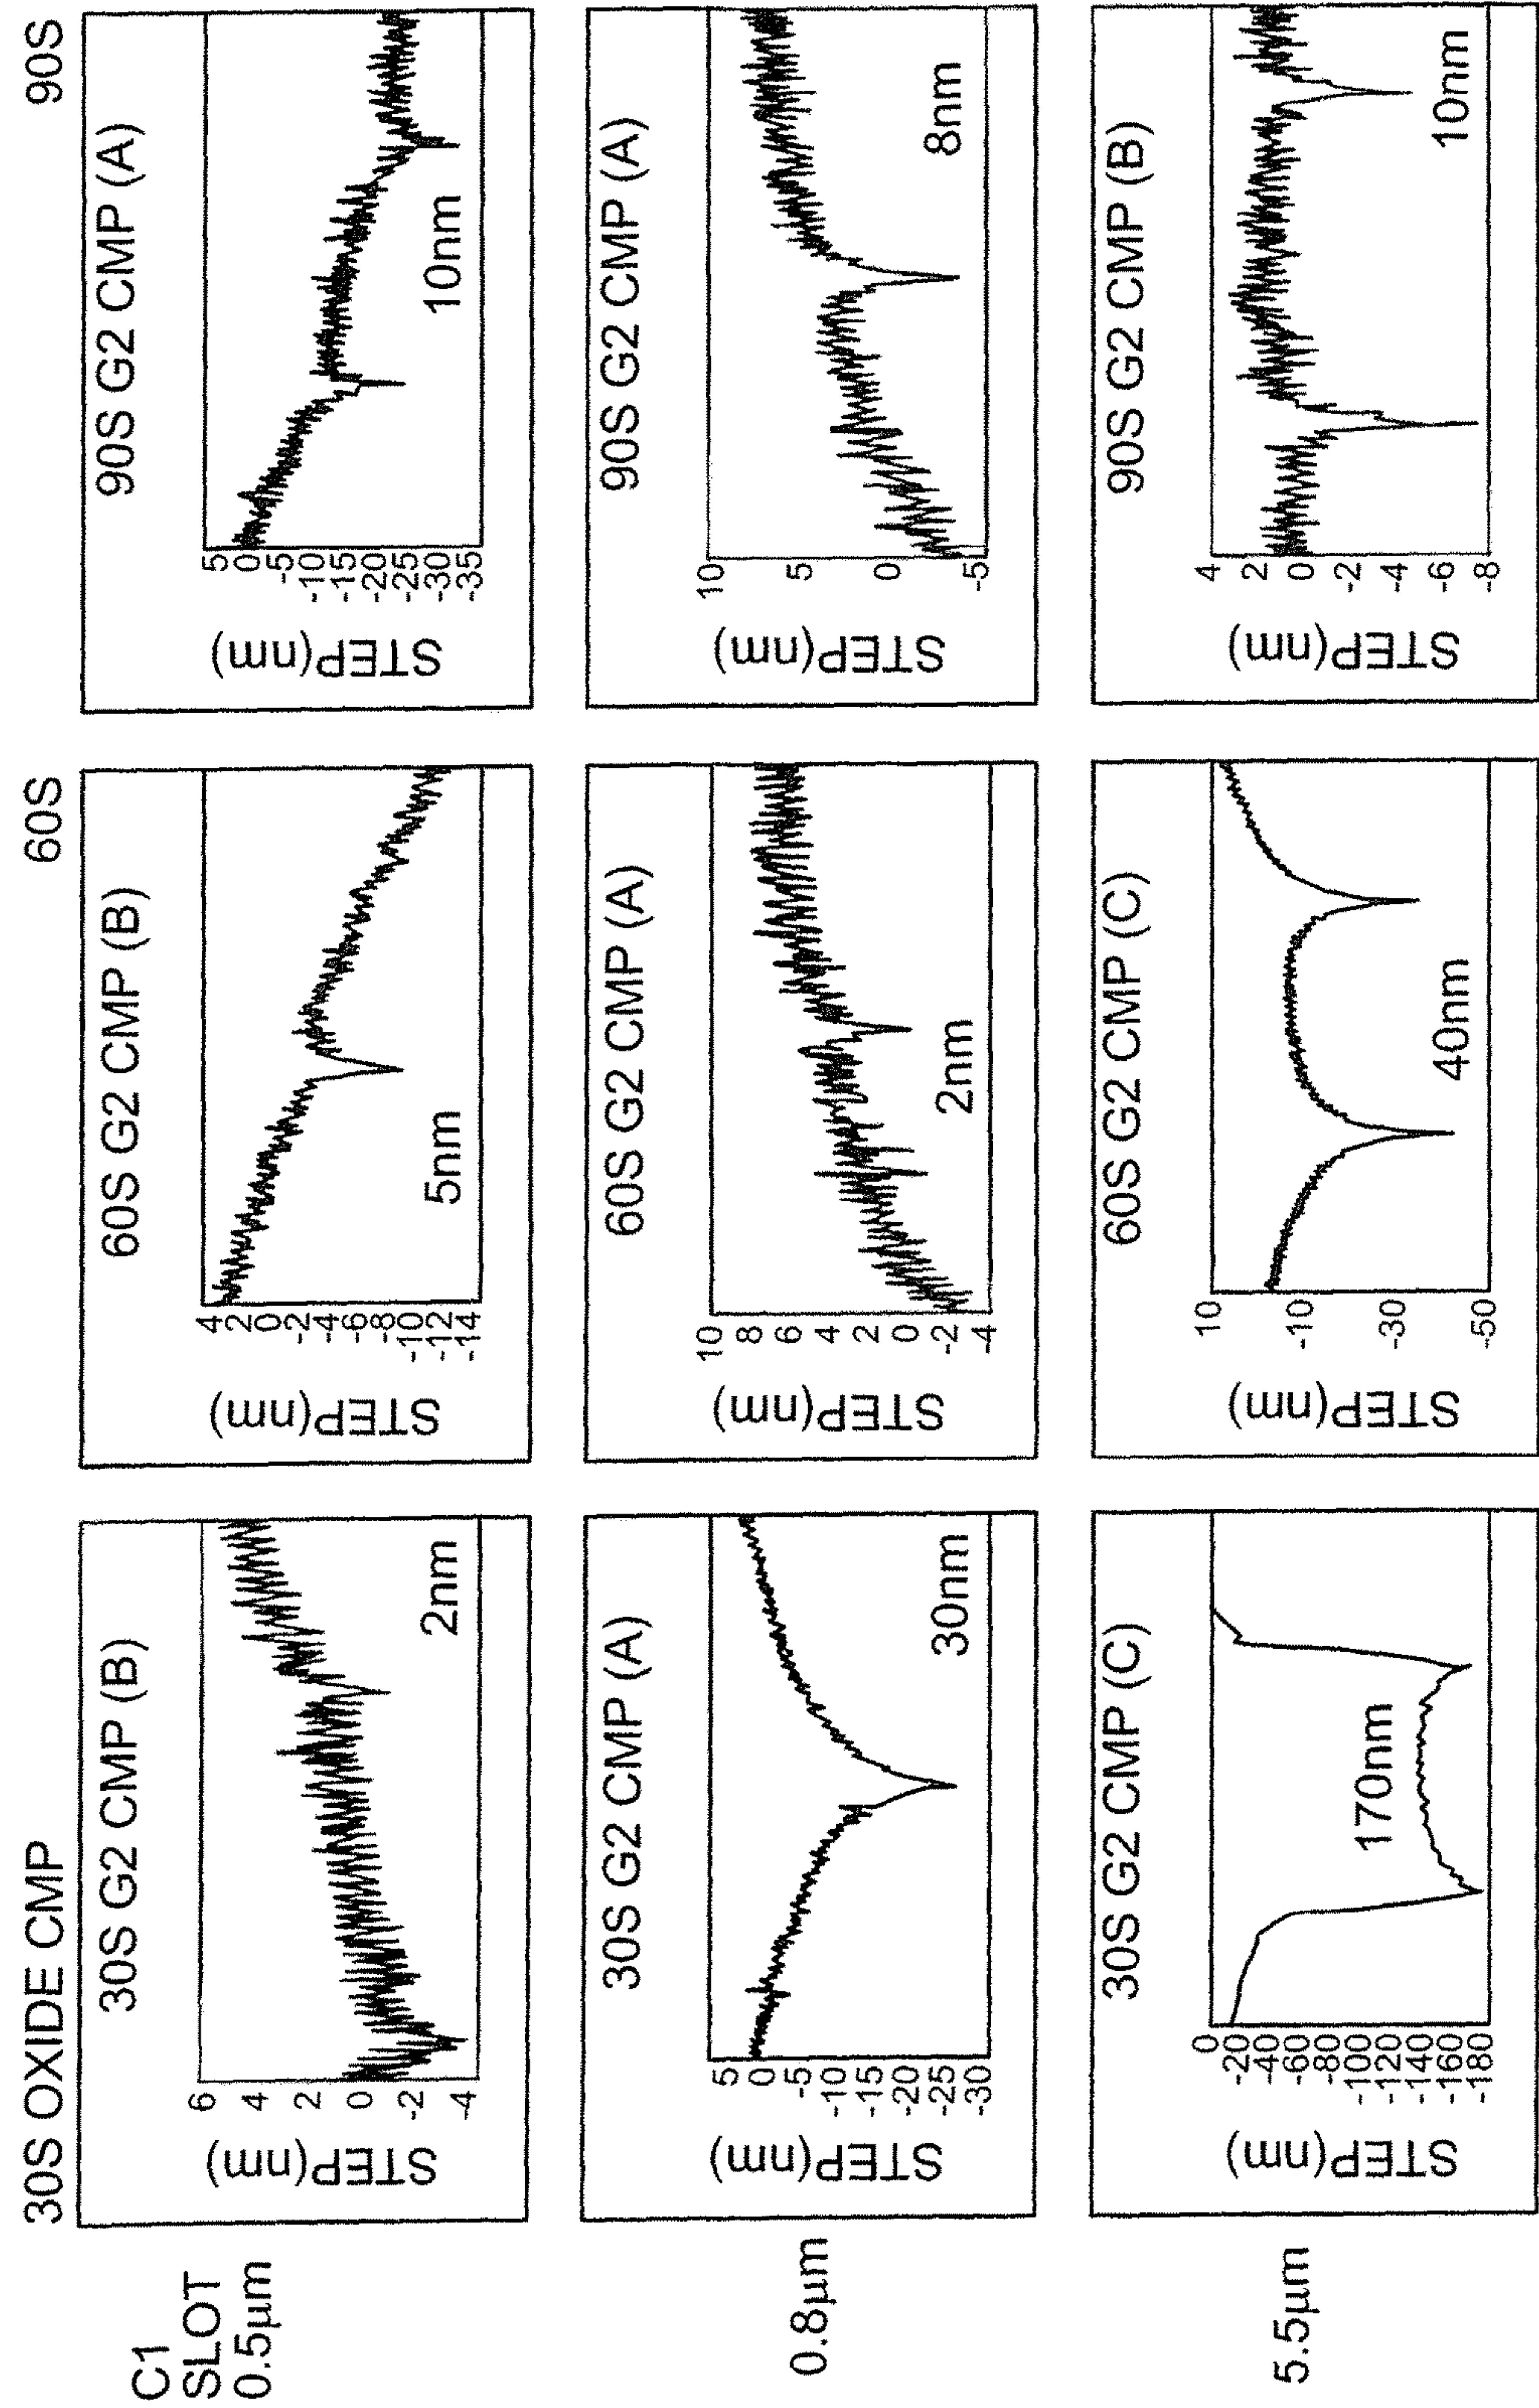 30S OXIDE CMP
60S
90S
C1
SLOT
0.5μm
30S G2 CMP (B)
STEP(nm)
6
4
2
0
-2
-4
2nm
60S G2 CMP (B)
STEP(nm)
4
2
0
-2
-4
-6
-8
-10
-12
-14
5nm
90S G2 CMP (A)
STEP(nm)
5
0
-5
-10
-15
-20
-25
-30
-35
10nm
0.8μm
30S G2 CMP (A)
STEP(nm)
5
0
-5
-10
-15
-20
-25
-30
30nm
60S G2 CMP (A)
STEP(nm)
10
8
6
4
2
0
-2
-4
2nm
90S G2 CMP (A)
STEP(nm)
10
5
0
-5
8nm
5.5μm
30S G2 CMP (C)
STEP(nm)
0
-20
-40
-60
-80
-100
-120
-140
-160
-180
170nm
60S G2 CMP (C)
STEP(nm)
10
-10
-30
-50
40nm
90S G2 CMP (B)
STEP(nm)
4
2
0
-2
-4
-6
-8
10nm